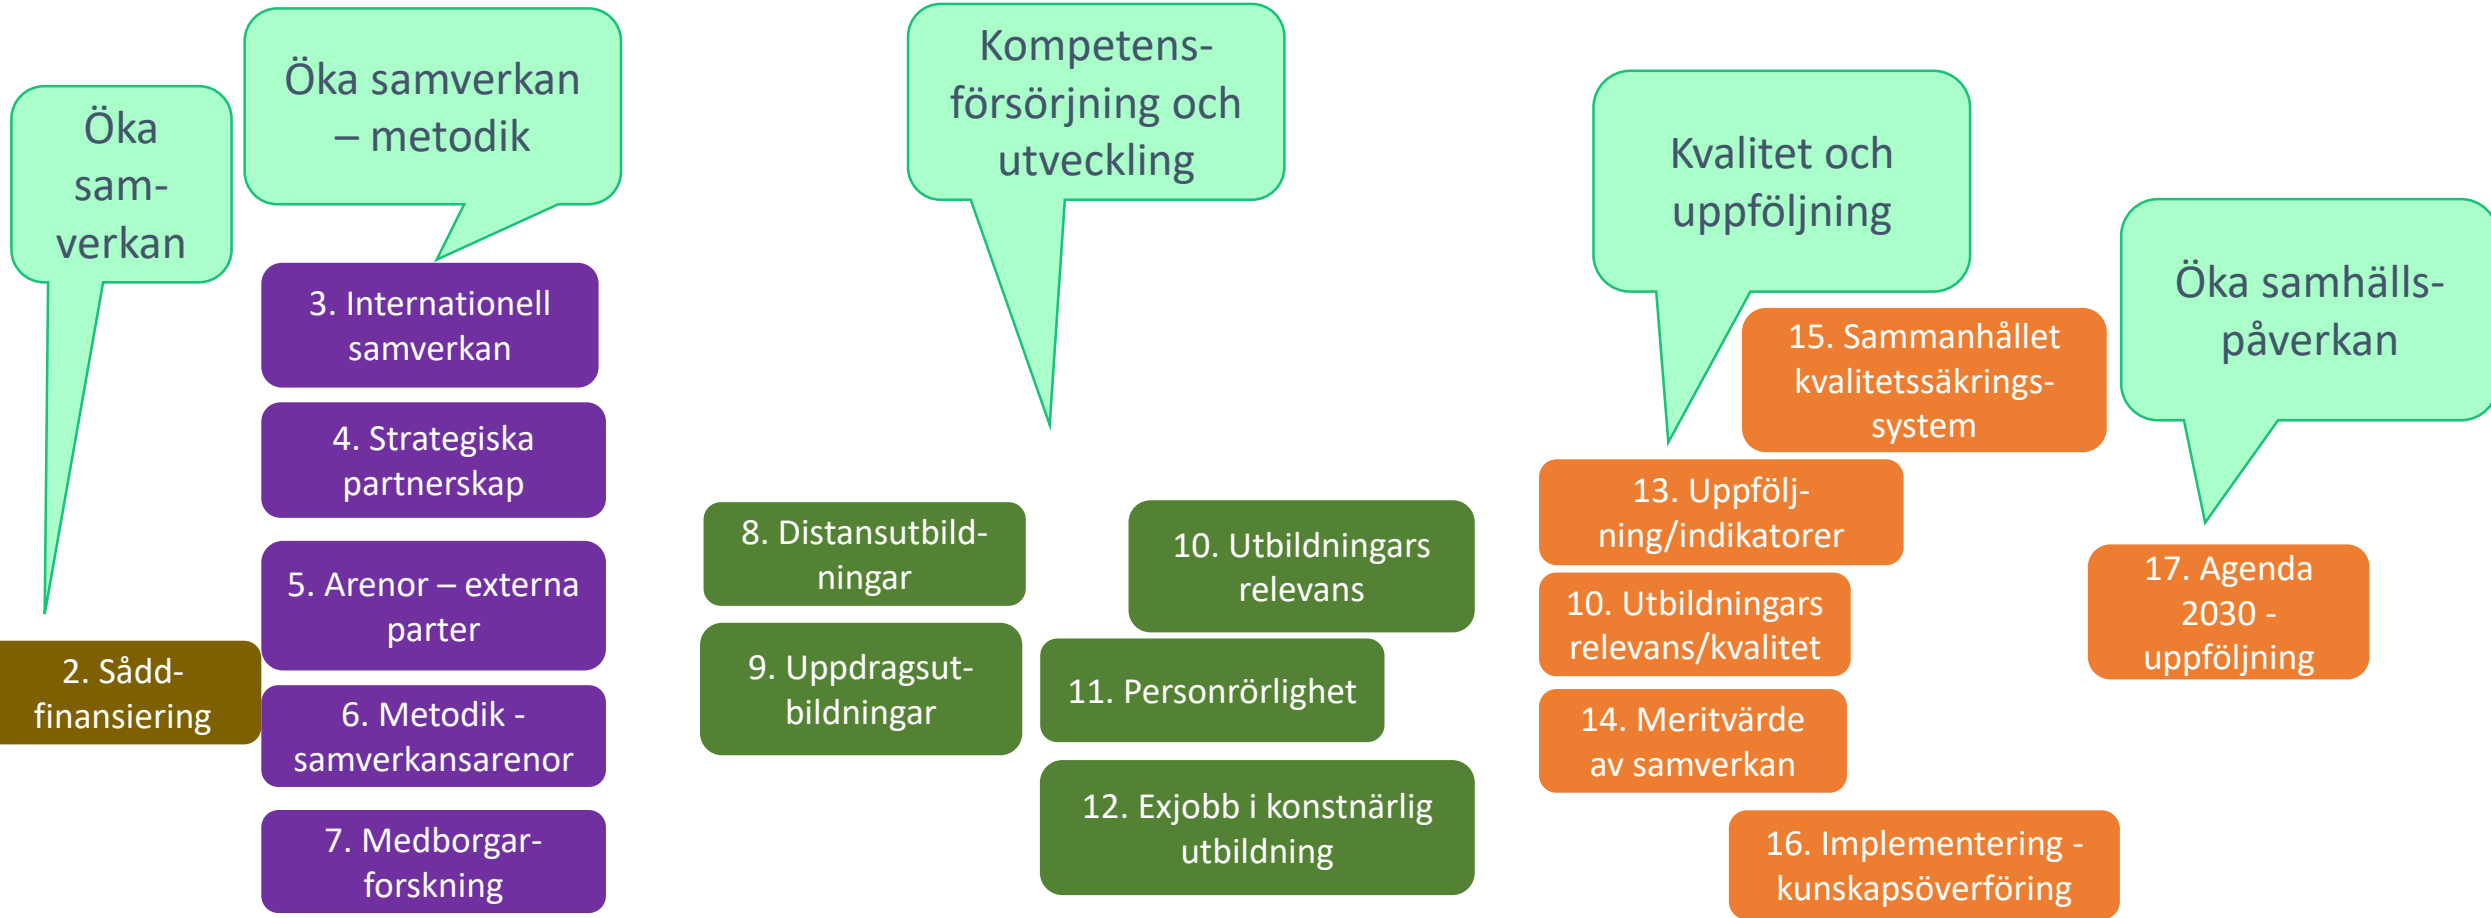 Öka
sam-
verkan
Öka samverkan
– metodik
Kompetens-
försörjning och
utveckling
Kvalitet och
uppföljning
Öka samhälls-
påverkan
2. Sådd-
finansiering
3. Internationell
samverkan
4. Strategiska
partnerskap
5. Arenor – externa
parter
6. Metodik -
samverkansarenor
7. Medborgar-
forskning
8. Distansutbild-
ningar
9. Uppdragsut-
bildningar
10. Utbildningars
relevans
11. Personrörlighet
12. Exjobb i konstnärlig
utbildning
15. Sammanhållet
kvalitetssäkrings-
system
13. Uppfölj-
ning/indikatorer
10. Utbildningars
relevans/kvalitet
14. Meritvärde
av samverkan
16. Implementering -
kunskapsöverföring
17. Agenda
2030 -
uppföljning